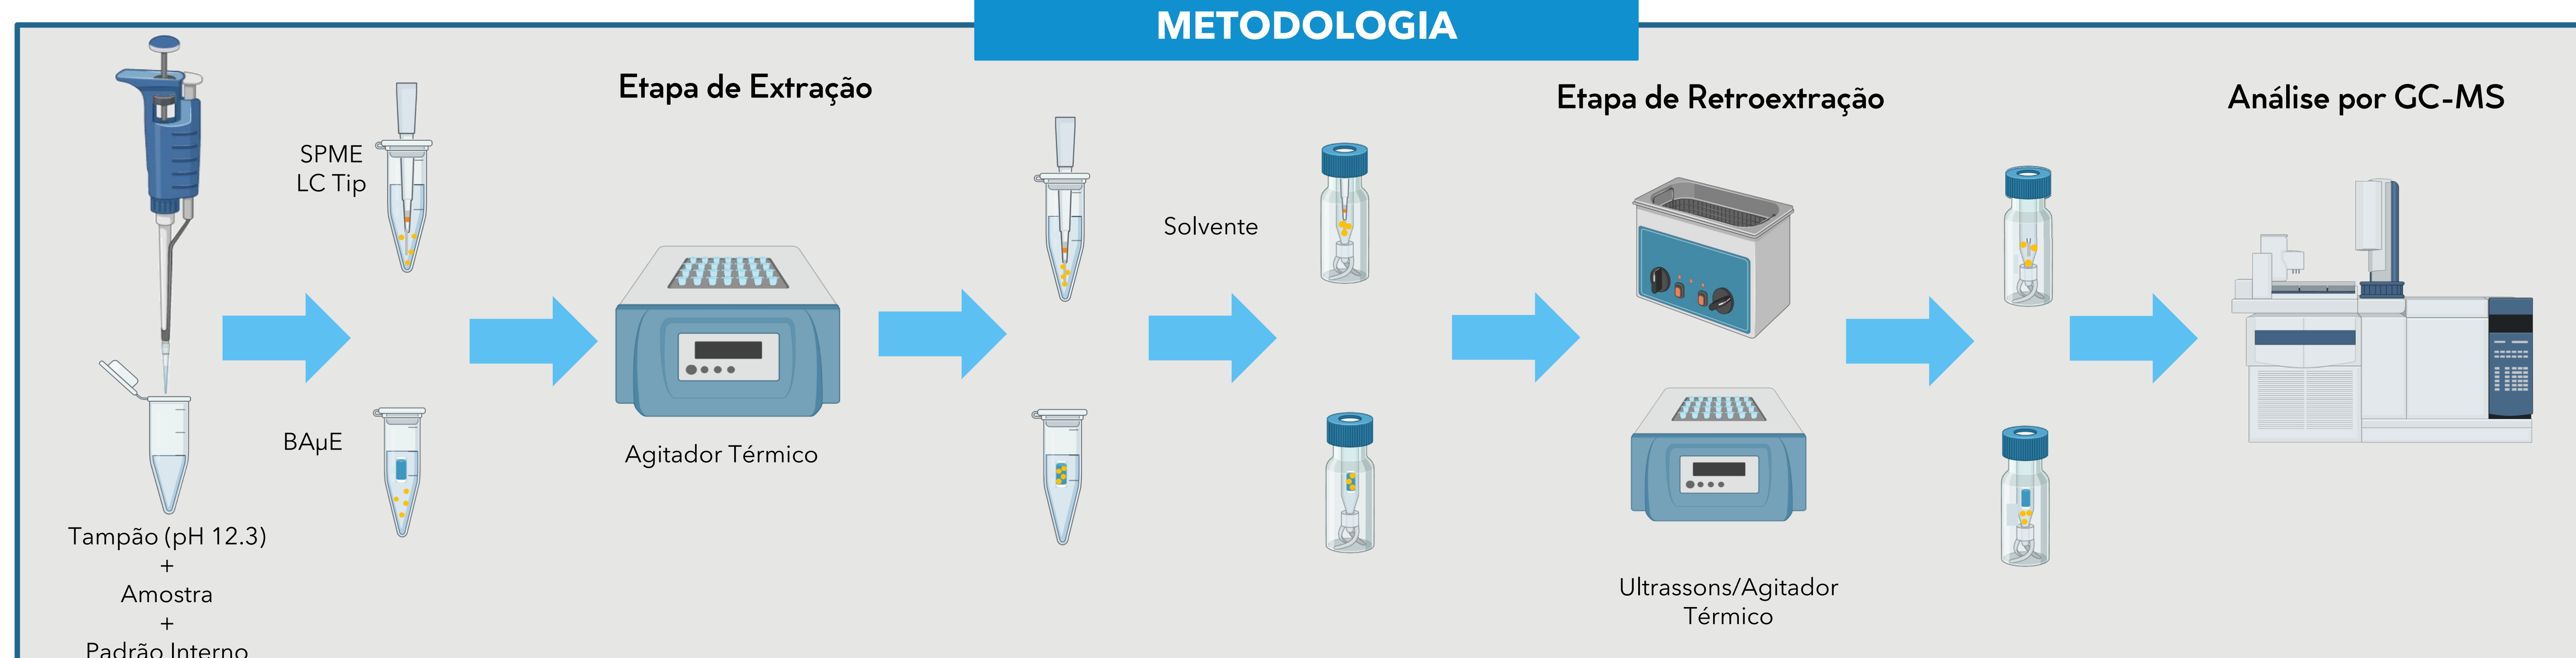 METODOLOGIA
Etapa de Extração
Etapa de Retroextração
Análise por GC-MS
SPME
LC Tip
Solvente
BAµE
Agitador Térmico
Tampão (pH 12.3)
+
Amostra
+
Padrão Interno
Ultrassons/Agitador
Térmico